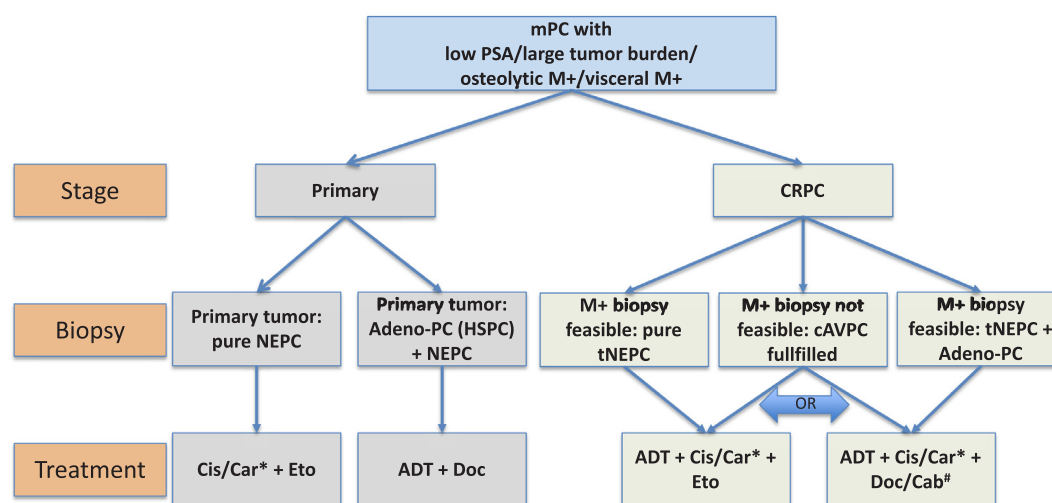 mPC with
low PSA/large tumor burden/
osteolytic M+/visceral M+
Stage
Primary
CRPC
Biopsy
Primary tumor:
pure NEPC
Primary tumor:
Adeno-PC (HSPC)
+ NEPC
M+ biopsy
feasible: pure
tNEPC
M+ biopsy not
feasible: cAVPC
fullfilled
M+ biopsy
feasible: tNEPC +
Adeno-PC
OR
Treatment
Cis/Car* + Eto
ADT + Doc
ADT + Cis/Car* +
Eto
ADT + Cis/Car* +
Doc/Cab#